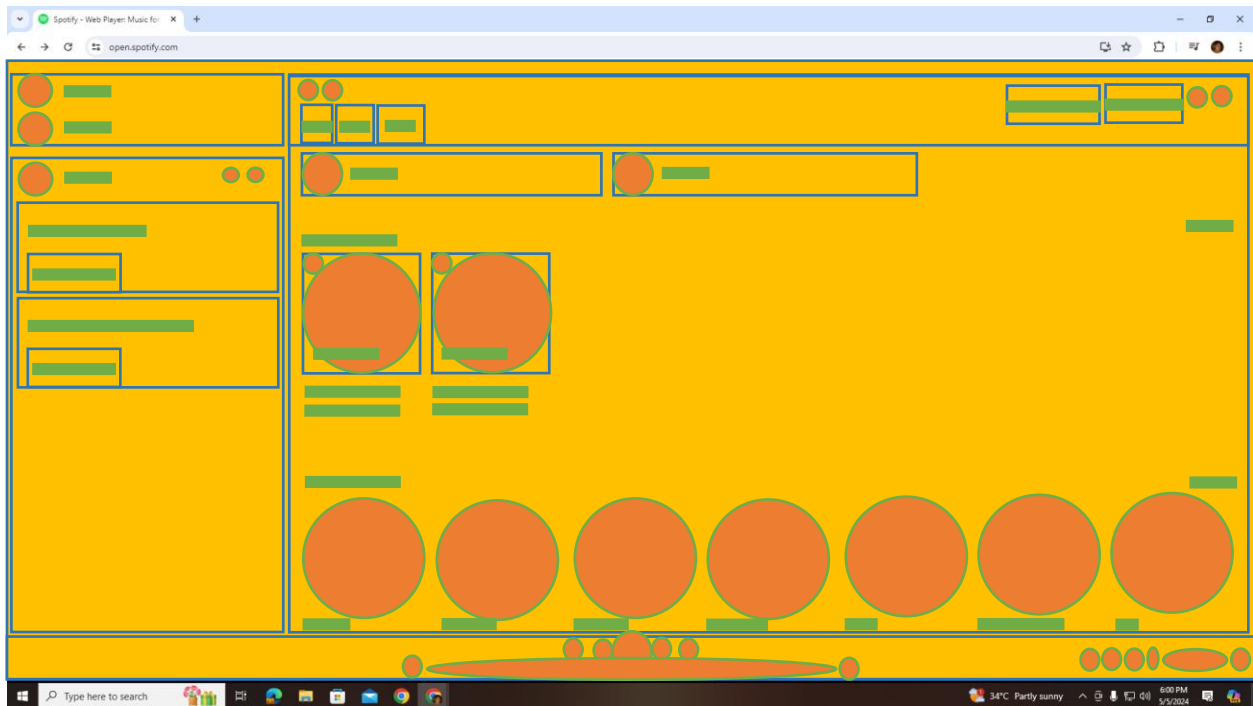 Spotify - Web Player: Music for
open.spotify.com
Type here to search
34°C Partly sunny
6:00 PM
5/5/2024